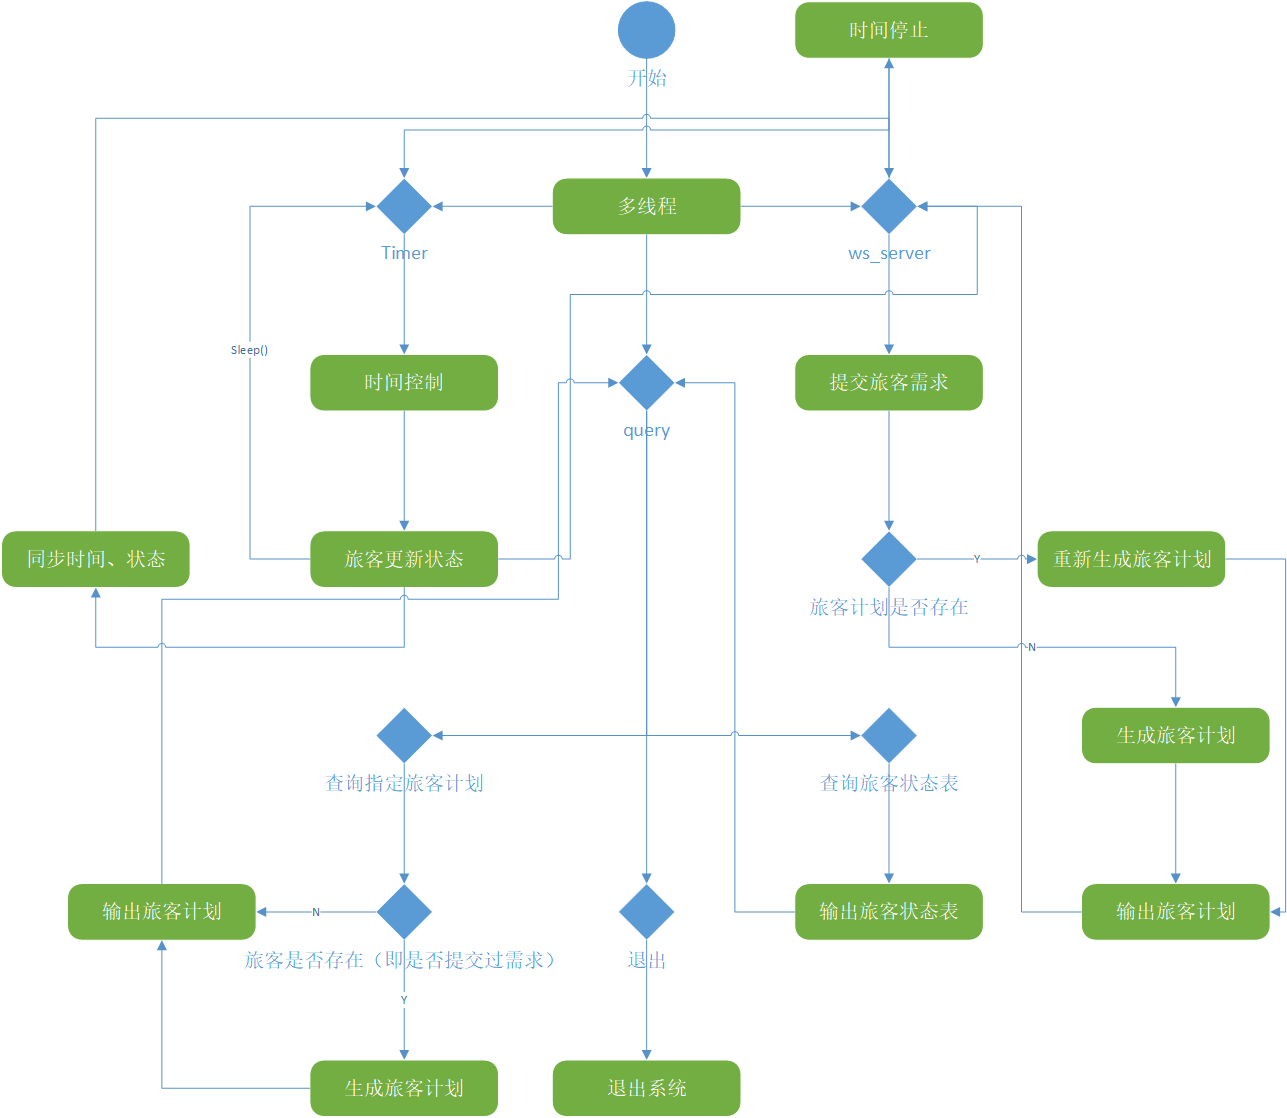 时间停止
开始
多线程
Timer
ws_server
Sleep()
时间控制
提交旅客需求
query
同步时间、状态
旅客更新状态
Y
重新生成旅客计划
旅客计划是否存在
N
生成旅客计划
查询指定旅客计划
查询旅客状态表
输出旅客计划
N
输出旅客状态表
输出旅客计划
旅客是否存在（即是否提交过需求）
退出
Y
生成旅客计划
退出系统